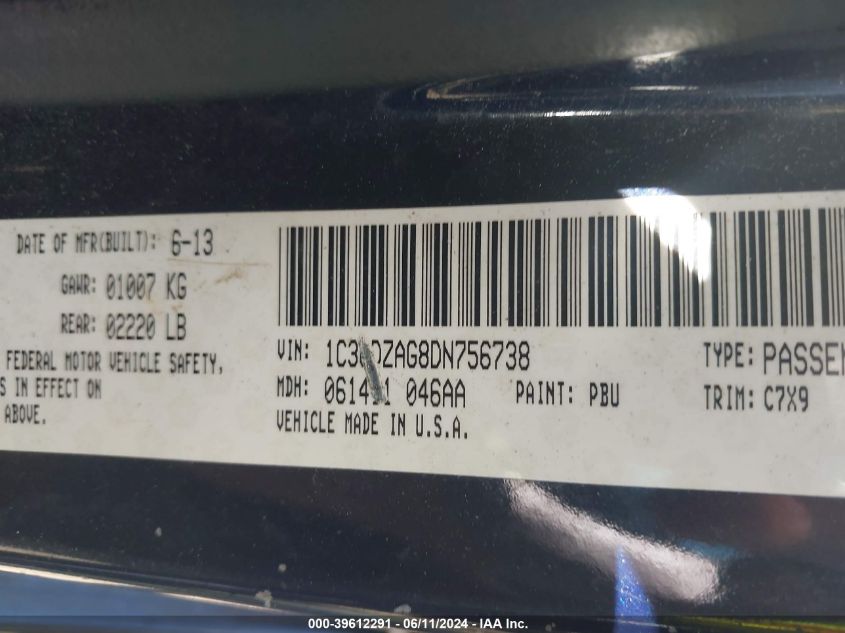 DATE OF MFR(BUILT): 6-13
GAWR: 01007 KG
REAR: 02220 LB
FEDERAL MOTOR VEHICLE SAFETY,
S IN EFFECT ON
ABOVE.
VIN:
MDH: 046AA PAINT: PBU
VEHICLE MADE IN U.S.A.
TYPE: PASSEN
TRIM: C7X9
000-39612291 - 06/11/2024 - IAA Inc.